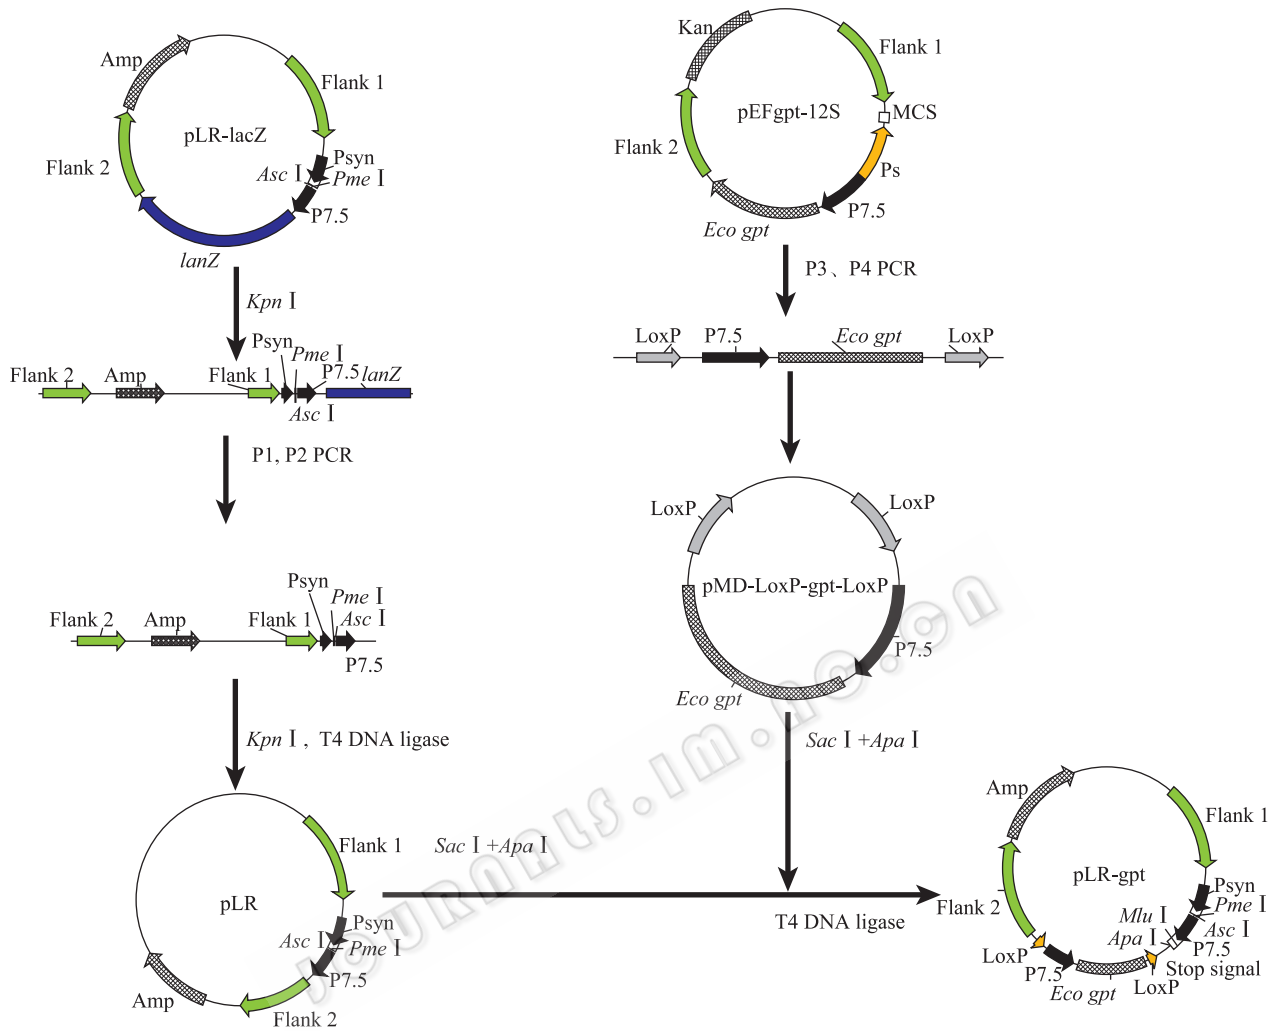 Amp
Flank 1
pLR-lacZ
Flank 2
Psyn
Asc I
Pme I
P7.5
lanZ
Kpn I
Psyn
Pme I
Flank 2
Amp
Flank 1
P7.5
lanZ
Asc I
P1, P2 PCR
Psyn
Pme I
Flank 2
Amp
Flank 1
Asc I
P7.5
Kpn I , T4 DNA ligase
Flank 1
pLR
Psyn
Asc I
Pme I
P7.5
Amp
Flank 2
Kan
Flank 1
pEFgpt-12S
MCS
Flank 2
Ps
P7.5
Eco gpt
P3、P4 PCR
LoxP
P7.5
Eco gpt
LoxP
LoxP
LoxP
pMD-LoxP-gpt-LoxP
P7.5
Eco gpt
Sac I +Apa I
Sac I +Apa I
T4 DNA ligase
Amp
Flank 1
pLR-gpt
Flank 2
Psyn
Mlu I
Pme I
Apa I
Asc I
P7.5
LoxP
P7.5
Stop signal
Eco gpt
LoxP
journals.im.ac.cn